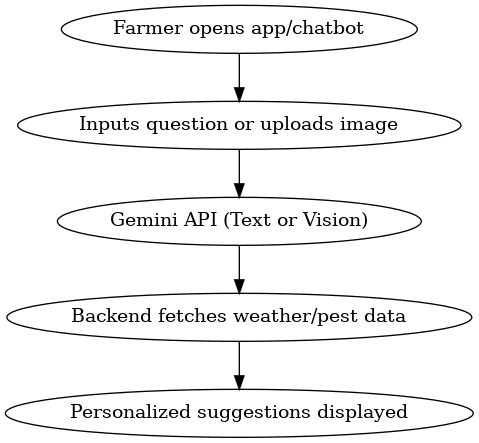 Farmer opens app/chatbot
Inputs question or uploads image
Gemini API (Text or Vision)
Backend fetches weather/pest data
Personalized suggestions displayed